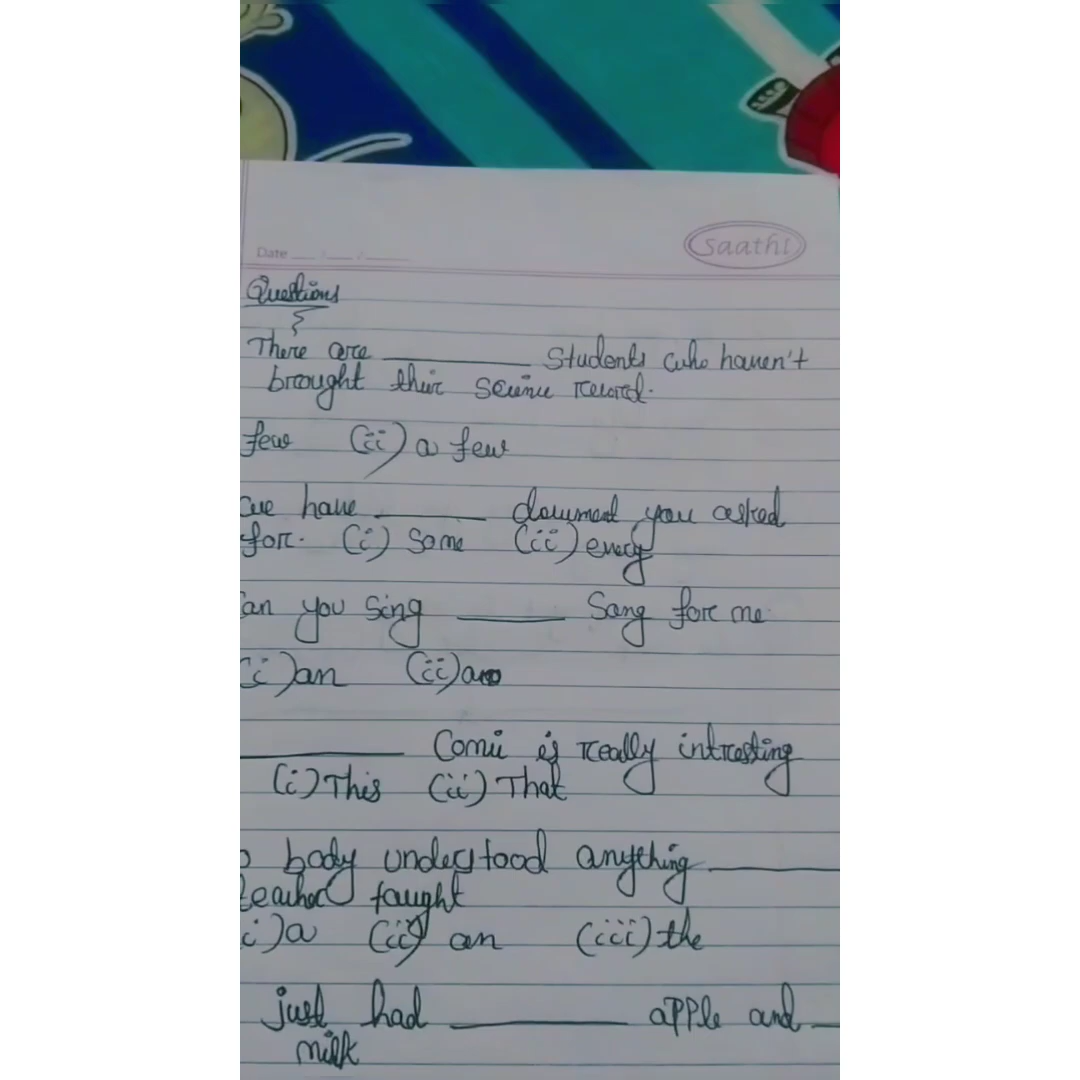 saathi
Date
Questions
There are ________ students who haven't
brought their science record.
few (ii) a few
we have ________ document you asked
for. (i) some (ii) every
an you sing ________ song for me.
i) an (ii) a
________ Comic is really intresting
(i) This (ii) That
o body understood anything ________
teacher taught
i) a (ii) an (iii) the
just had ________ apple and __
milk